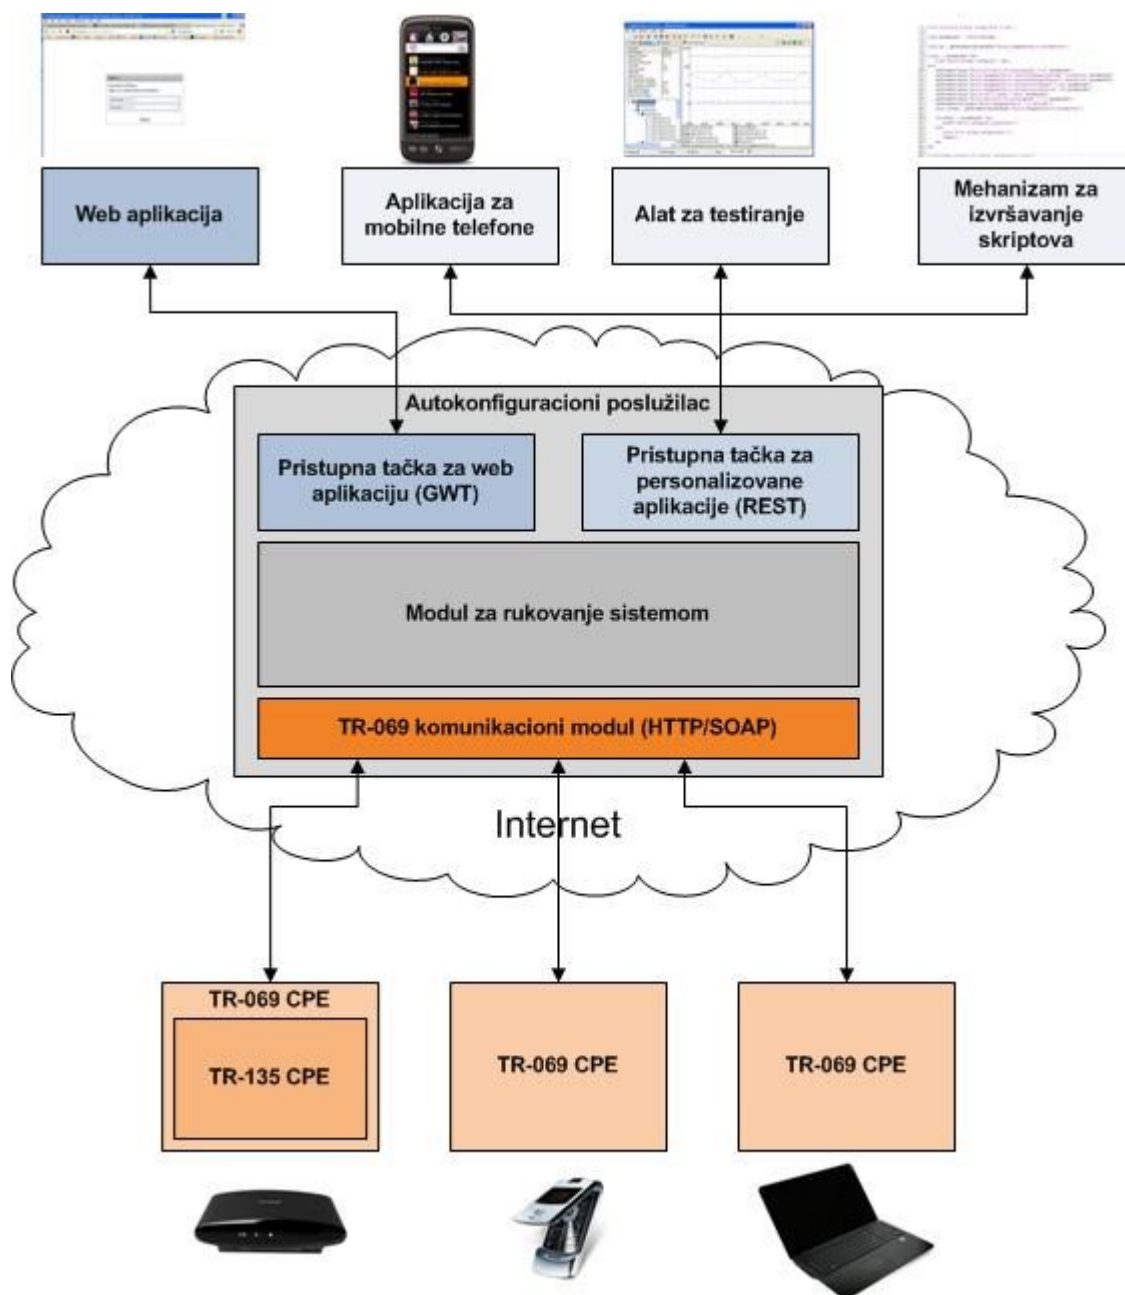 Web aplikacija
Aplikacija za
mobilne telefone
Alat za testiranje
Mehanizam za
izvršavanje
skriptova
Autokonfiguracioni poslužilac
Pristupna tačka za web
aplikaciju (GWT)
Pristupna tačka za
personalizovane
aplikacije (REST)
Modul za rukovanje sistemom
TR-069 komunikacioni modul (HTTP/SOAP)
Internet
TR-069 CPE
TR-135 CPE
TR-069 CPE
TR-069 CPE